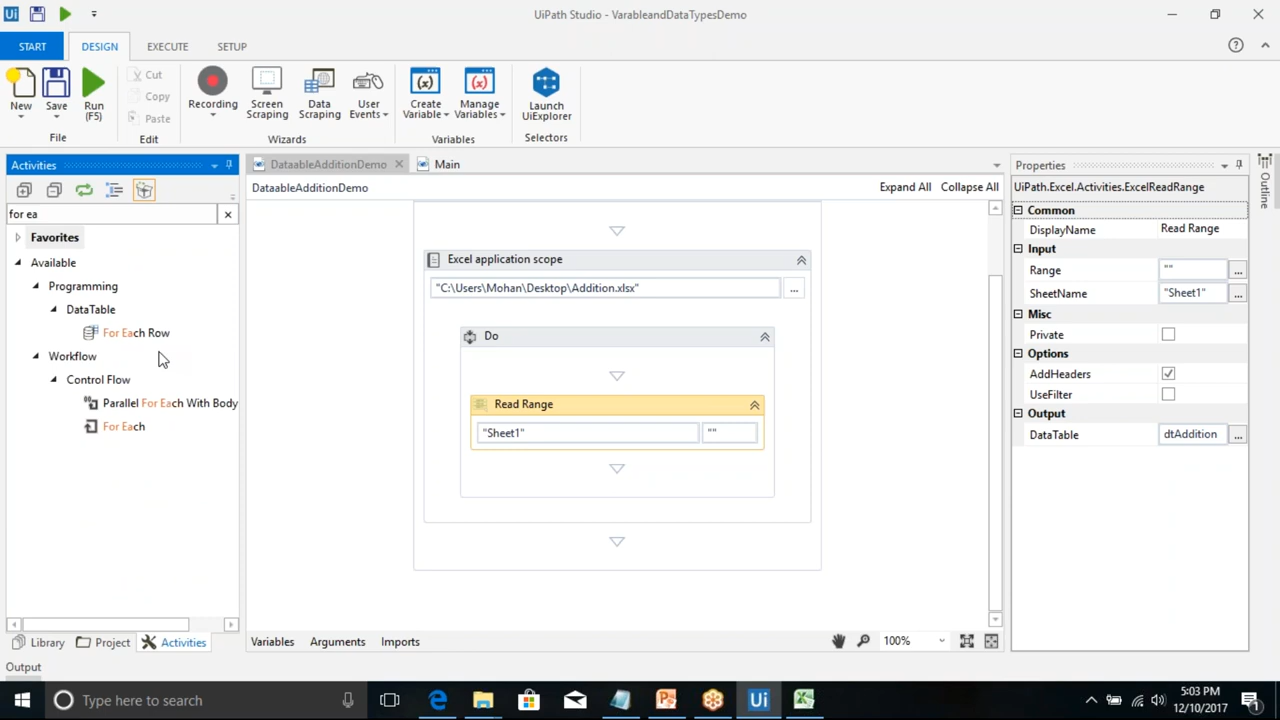 Ui
UiPath Studio - VarableandDataTypesDemo
START
DESIGN
EXECUTE
SETUP
New
Save
Run
(F5)
File
Cut
Copy
Paste
Edit
Recording
Screen
Scraping
Data
Scraping
User
Events
Wizards
Create
Variable
Manage
Variables
Variables
Launch
UiExplorer
Selectors
Activities
for ea
Favorites
Available
Programming
DataTable
For Each Row
Workflow
Control Flow
Parallel For Each With Body
For Each
Library
Project
Activities
Output
DataableAdditionDemo
Main
DataableAdditionDemo
Expand All
Collapse All
Excel application scope
"C:\Users\Mohan\Desktop\Addition.xlsx"
...
Do
Read Range
"Sheet1"
""
Variables
Arguments
Imports
100%
Properties
UiPath.Excel.Activities.ExcelReadRange
Common
DisplayName
Read Range
Input
Range
""
...
SheetName
"Sheet1"
...
Misc
Private
Options
AddHeaders
UseFilter
Output
DataTable
dtAddition
...
Outline
Type here to search
Ui
5:03 PM
12/10/2017
1